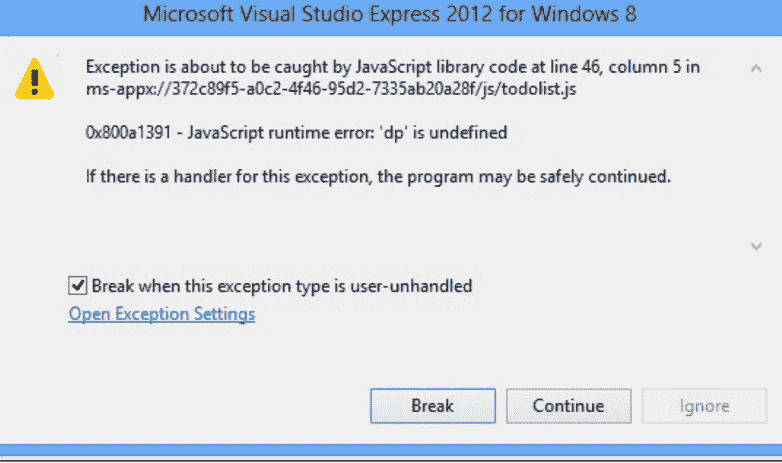 Microsoft Visual Studio Express 2012 for Windows 8
Exception is about to be caught by JavaScript library code at line 46, column 5 in
ms-appx://372c89f5-a0c2-4f46-95d2-7335ab20a28f/js/todolist.js
0x800a1391 - JavaScript runtime error: 'dp' is undefined
If there is a handler for this exception, the program may be safely continued.
Break when this exception type is user-unhandled
Open Exception Settings
Break Continue Ignore